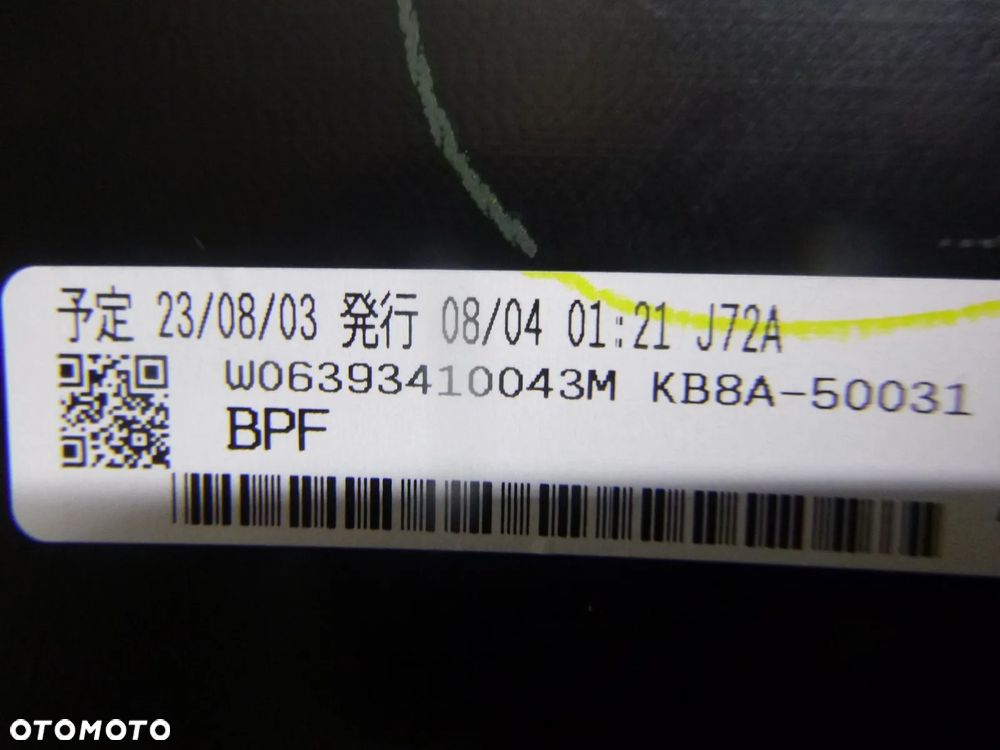 予定 23/08/03 発行 08/04 01:21 J72A
W06393410043M KB8A-50031
BPF
OTOMOTO